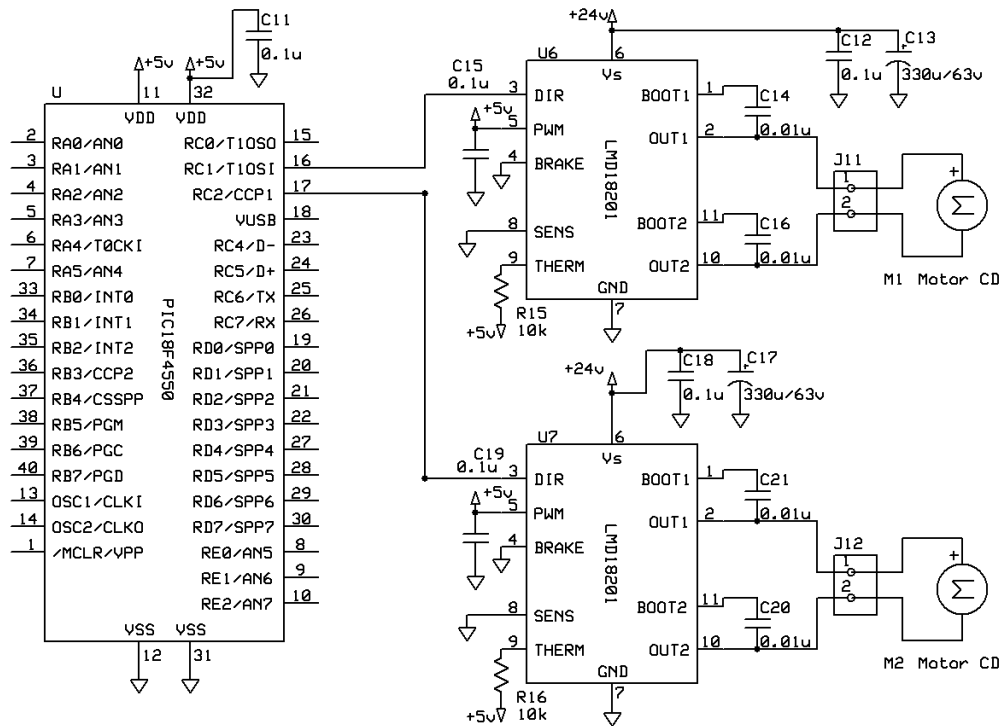 C11
0.1u
+5v
+5v
U
11
32
VDD
VDD
2 RA0/AN0
3 RA1/AN1
4 RA2/AN2
5 RA3/AN3
6 RA4/T0CKI
7 RA5/AN4
33 RB0/INT0
34 RB1/INT1
35 RB2/INT2
36 RB3/CCP2
37 RB4/CSSPP
38 RB5/PGM
39 RB6/PGC
40 RB7/PGD
13 OSC1/CLKI
14 OSC2/CLKO
1 /MCLR/VPP
PIC18F4550
RC0/T1OSO 15
RC1/T1OSI 16
RC2/CCP1 17
VUSB 18
RC4/D- 23
RC5/D+ 24
RC6/TX 25
RC7/RX 26
RD0/SPP0 19
RD1/SPP1 20
RD2/SPP2 21
RD3/SPP3 22
RD4/SPP4 27
RD5/SPP5 28
RD6/SPP6 29
RD7/SPP7 30
RE0/AN5 8
RE1/AN6 9
RE2/AN7 10
VSS
VSS
12
31
+24v
U6
6
Vs
C12
0.1u
C13
330u/63v
C15
0.1u
+5v
3 DIR
5 PWM
4 BRAKE
8 SENS
9 THERM
LMD18201
BOOT1 1
OUT1 2
BOOT2 11
OUT2 10
GND
7
R15
10k
+5v
C14
0.01u
C16
0.01u
J11
1
2
+
Σ
M1 Motor CD
+24v
U7
6
Vs
C18
0.1u
C17
330u/63v
C19
0.1u
+5v
3 DIR
5 PWM
4 BRAKE
8 SENS
9 THERM
LMD18201
BOOT1 1
OUT1 2
BOOT2 11
OUT2 10
GND
7
R16
10k
+5v
C21
0.01u
C20
0.01u
J12
1
2
+
Σ
M2 Motor CD